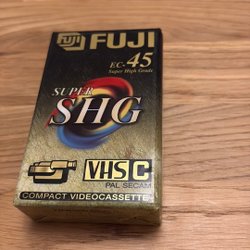 FUJI FUJI
EC-45
Super High Grade
SUPER
SHG
VHS C
PAL SECAM
COMPACT VIDEOCASSETTE